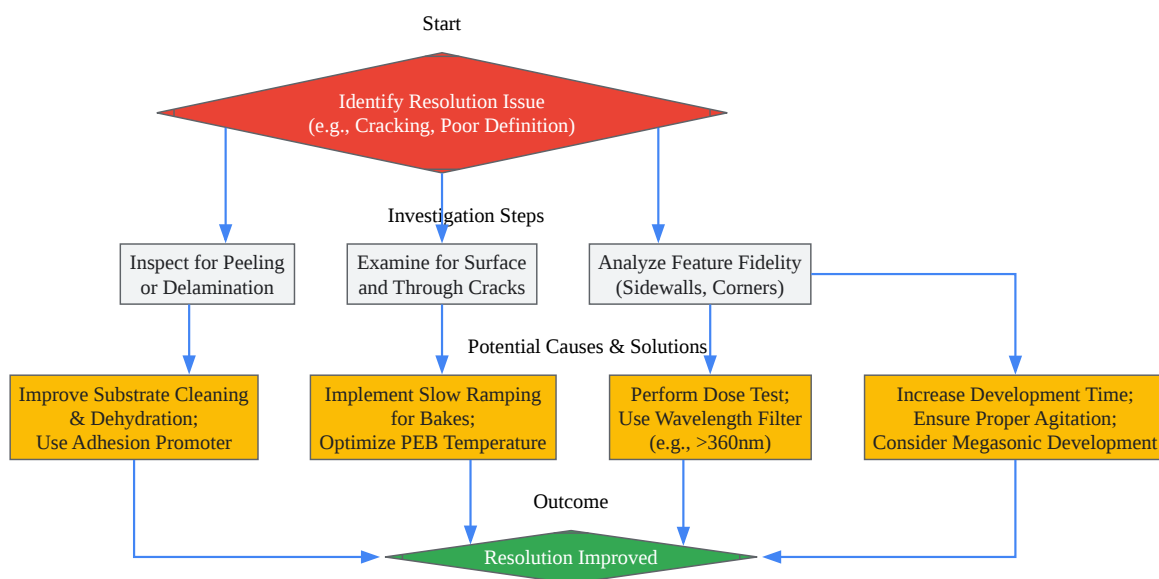 Start
Identify Resolution Issue
(e.g., Cracking, Poor Definition)
Investigation Steps
Inspect for Peeling
or Delamination
Examine for Surface
and Through Cracks
Analyze Feature Fidelity
(Sidewalls, Corners)
Potential Causes & Solutions
Improve Substrate Cleaning
& Dehydration;
Use Adhesion Promoter
Implement Slow Ramping
for Bakes;
Optimize PEB Temperature
Perform Dose Test;
Use Wavelength Filter
(e.g., >360nm)
Increase Development Time;
Ensure Proper Agitation;
Consider Megasonic Development
Outcome
Resolution Improved